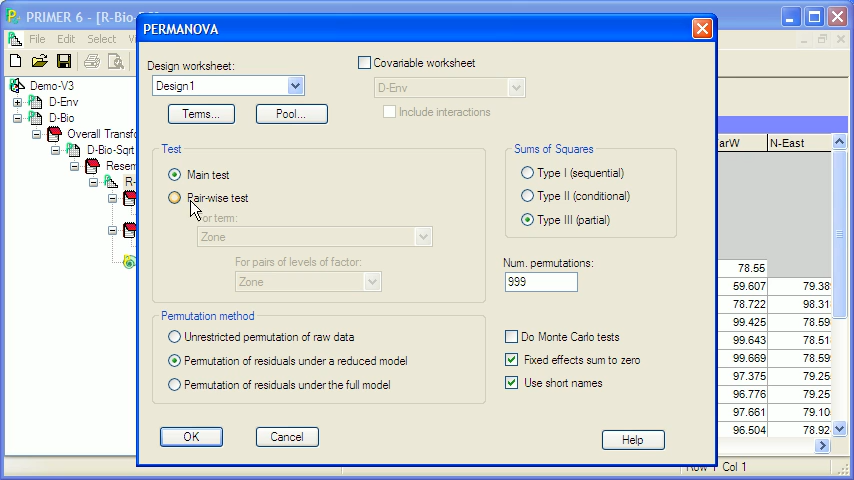 PRIMER 6 - [R-Bio-
File Edit Select
PERMANOVA
Design worksheet:
Design1
Covariable worksheet
D-Env
Include interactions
Terms...
Pool...
Test
Main test
Pair-wise test
For term:
Zone
For pairs of levels of factor:
Zone
Sums of Squares
Type I (sequential)
Type II (conditional)
Type III (partial)
Num. permutations:
999
Permutation method
Unrestricted permutation of raw data
Permutation of residuals under a reduced model
Permutation of residuals under the full model
Do Monte Carlo tests
Fixed effects sum to zero
Use short names
OK
Cancel
Help
Demo-V3
D-Env
D-Bio
Overall Transfo
D-Bio-Sqrt
Resem
R-
arW N-East
78.55
59.607 79.38
78.722 98.31
99.425 78.59
99.643 78.51
99.669 78.59
97.375 79.25
96.776 79.25
97.661 79.10
96.504 78.92
Row 1 Col 1